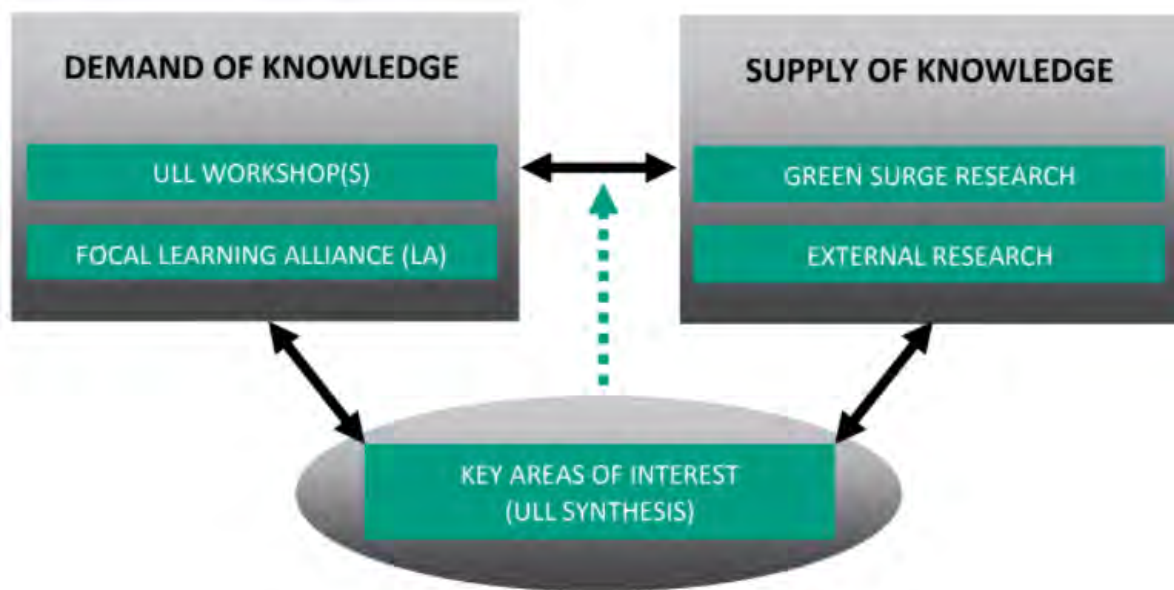 DEMAND OF KNOWLEDGE
ULL WORKSHOP(S)
FOCAL LEARNING ALLIANCE (LA)
SUPPLY OF KNOWLEDGE
GREEN SURGE RESEARCH
EXTERNAL RESEARCH
KEY AREAS OF INTEREST
(ULL SYNTHESIS)